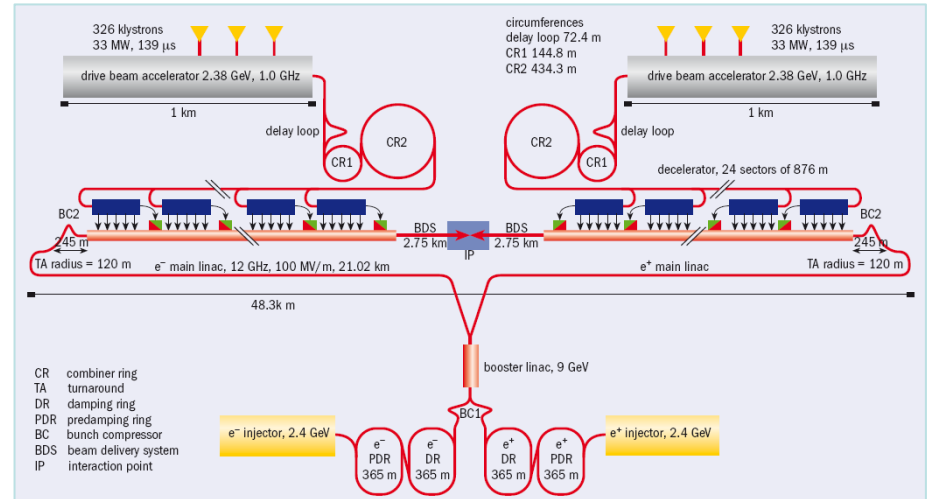 326 klystrons
33 MW, 139 μs
circumferences
delay loop 72.4 m
CR1 144.8 m
CR2 434.3 m
326 klystrons
33 MW, 139 μs
drive beam accelerator 2.38 GeV, 1.0 GHz
drive beam accelerator 2.38 GeV, 1.0 GHz
1 km
1 km
delay loop
CR1
CR2
CR2
CR1
delay loop
decelerator, 24 sectors of 876 m
BC2
BC2
BDS
2.75 km
IP
BDS
2.75 km
245 m
245 m
TA radius = 120 m
e⁻ main linac, 12 GHz, 100 MV/m, 21.02 km
e⁺ main linac
TA radius = 120 m
48.3k m
booster linac, 9 GeV
CR combiner ring
TA turnaround
DR damping ring
PDR predamping ring
BC bunch compressor
BDS beam delivery system
IP interaction point
BC1
e⁻ injector, 2.4 GeV
e⁻
PDR
365 m
e⁻
DR
365 m
e⁺
DR
365 m
e⁺
PDR
365 m
e⁺ injector, 2.4 GeV